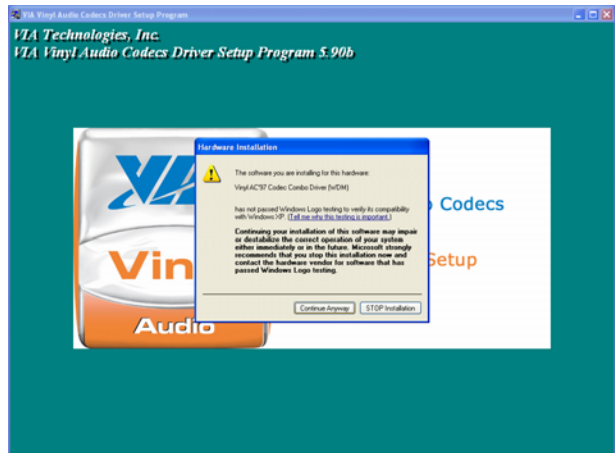 VIA Vinyl Audio Codecs Driver Setup Program
VIA Technologies, Inc.
VIA Vinyl Audio Codecs Driver Setup Program 5.90b
Hardware Installation
The software you are installing for this hardware:
Vinyl AC'97 Codec Combo Driver (WDM)
has not passed Windows Logo testing to verify its compatibility
with Windows XP. (Tell me why this testing is important.)
Continuing your installation of this software may impair
or destabilize the correct operation of your system
either immediately or in the future. Microsoft strongly
recommends that you stop this installation now and
contact the hardware vendor for software that has
passed Windows Logo testing.
Continue Anyway
STOP Installation
VIA
Vin
Audio
Codecs
Setup